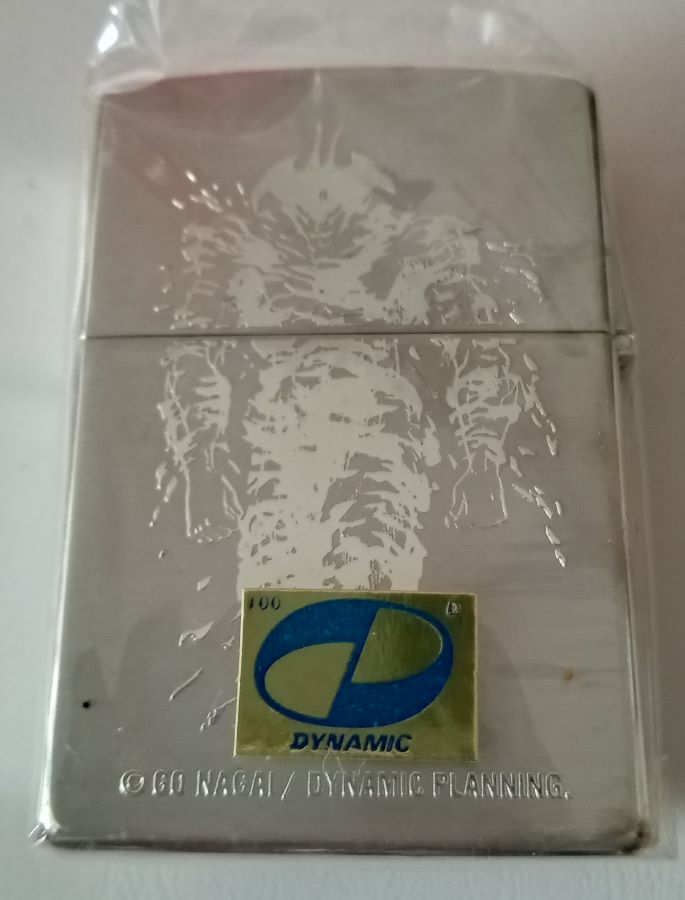 100 D
DYNAMIC
© GO NAGAI / DYNAMIC PLANNING.